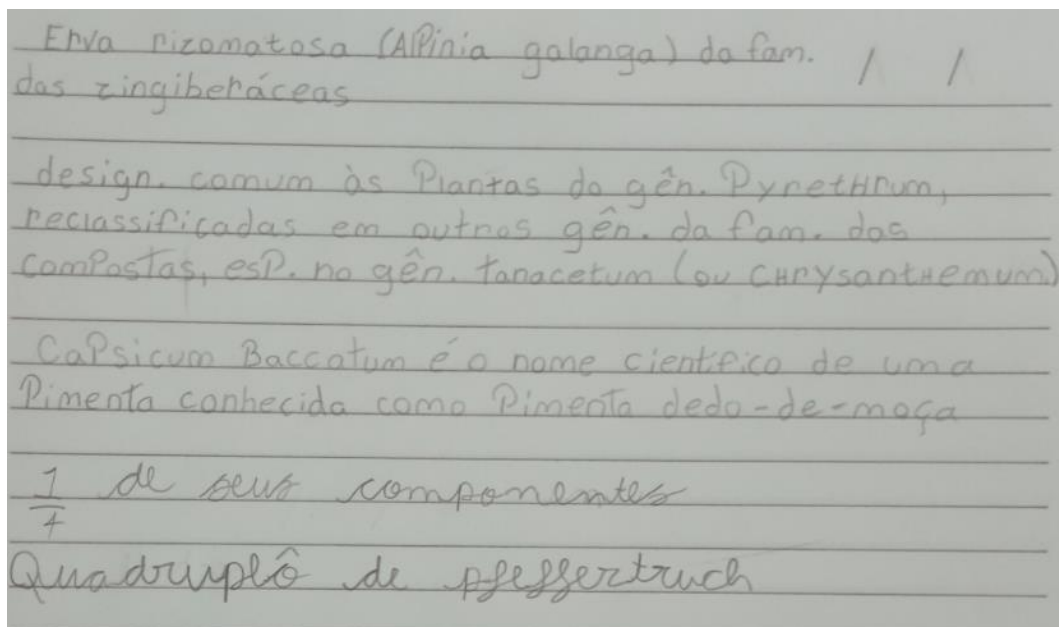 Erva rizomatosa (Alpinia galanga) da fam. / /
das zingiberáceas
design. comum às Plantas do gên. Pyrethrum,
reclassificadas em outros gên. da fam. das
compostas, esp. no gên. tanacetum (ou Chrysanthemum)
Capsicum Baccatum é o nome científico de uma
Pimenta conhecida como Pimenta dedo-de-moça
1/4 de seus componentes
Quadruplô de pfeffertruch